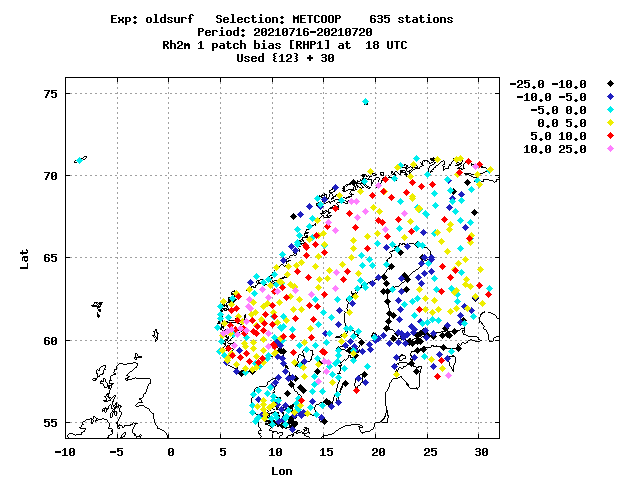 Exp: oldsurf   Selection: METCOOP    635 stations
Period: 20210716-20210720
Rh2m 1 patch bias [RHP1] at  18 UTC
Used {12} + 30
-25.0 -10.0
-10.0 -5.0
-5.0 0.0
0.0 5.0
5.0 10.0
10.0 25.0
75
70
65
60
55
Lat
-10 -5 0 5 10 15 20 25 30
Lon